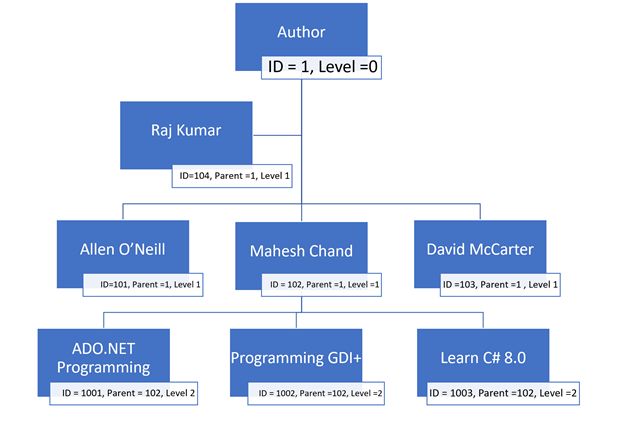 Author
ID = 1, Level =0
Raj Kumar
ID=104, Parent =1, Level 1
Allen O’Neill
ID=101, Parent =1, Level 1
Mahesh Chand
ID = 102, Parent =1, Level =1
David McCarter
ID =103, Parent =1 , Level 1
ADO.NET
Programming
ID = 1001, Parent = 102, Level 2
Programming GDI+
ID = 1002, Parent =102, Level =2
Learn C# 8.0
ID = 1003, Parent =102, Level =2